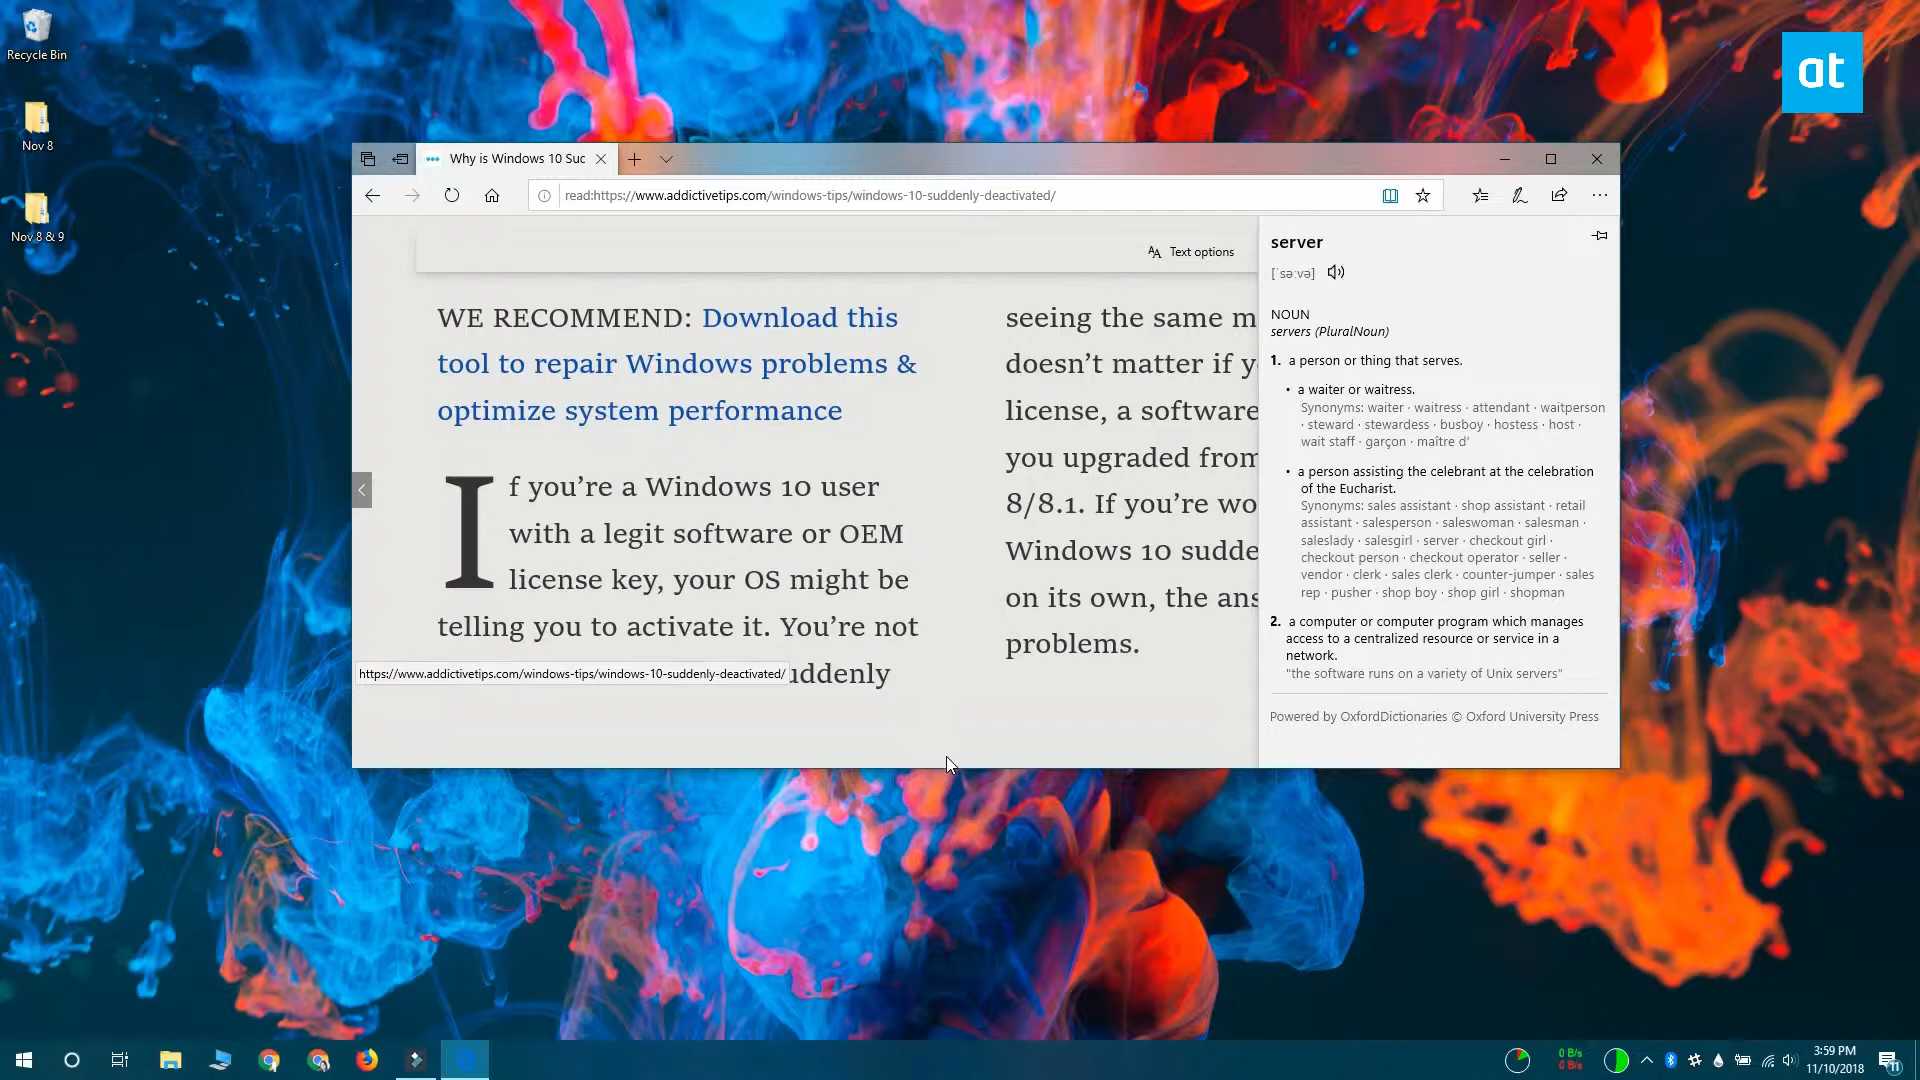 Recycle Bin
Nov 8
Nov 8 & 9
at
Why is Windows 10 Suc
read:https://www.addictivetips.com/windows-tips/windows-10-suddenly-deactivated/
Text options
WE RECOMMEND: Download this
tool to repair Windows problems &
optimize system performance
If you’re a Windows 10 user
with a legit software or OEM
license key, your OS might be
telling you to activate it. You’re not
uddenly
https://www.addictivetips.com/windows-tips/windows-10-suddenly-deactivated/
seeing the same m
doesn’t matter if y
license, a software
you upgraded from
8/8.1. If you’re wo
Windows 10 sudde
on its own, the ans
problems.
server
[ˈsəːvə]
NOUN
servers (PluralNoun)
1. a person or thing that serves.
• a waiter or waitress.
Synonyms: waiter · waitress · attendant · waitperson
· steward · stewardess · busboy · hostess · host ·
wait staff · garçon · maître d'
• a person assisting the celebrant at the celebration
of the Eucharist.
Synonyms: sales assistant · shop assistant · retail
assistant · salesperson · saleswoman · salesman ·
saleslady · salesgirl · server · checkout girl ·
checkout person · checkout operator · seller ·
vendor · clerk · sales clerk · counter-jumper · sales
rep · pusher · shop boy · shop girl · shopman
2. a computer or computer program which manages
access to a centralized resource or service in a
network.
"the software runs on a variety of Unix servers"
Powered by OxfordDictionaries © Oxford University Press
0 B/s
0 B/s
3:59 PM
11/10/2018
11